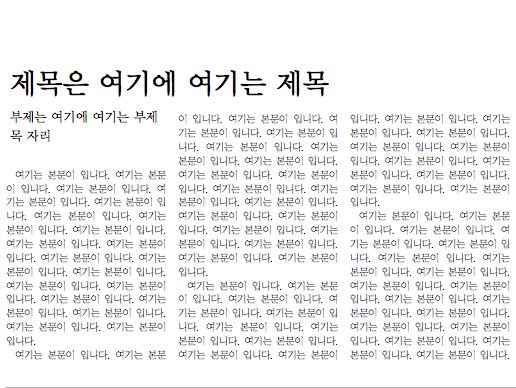 제목은 여기에 여기는 제목
부제는 여기에 여기는 부제
목 자리
여기는 본문이 입니다. 여기는 본문
이 입니다. 여기는 본문이 입니다. 여
기는 본문이 입니다. 여기는 본문이 입
니다. 여기는 본문이 입니다. 여기는
본문이 입니다. 여기는 본문이 입니다.
여기는 본문이 입니다. 여기는 본문이
입니다. 여기는 본문이 입니다. 여기는
본문이 입니다. 여기는 본문이 입니다.
여기는 본문이 입니다. 여기는 본문이
입니다. 여기는 본문이 입니다. 여기는
본문이 입니다. 여기는 본문이 입니다.
여기는 본문이 입니다. 여기는 본문이
입니다.
여기는 본문이 입니다. 여기는 본문
이 입니다. 여기는 본문이 입니다. 여
기는 본문이 입니다. 여기는 본문이 입
니다. 여기는 본문이 입니다. 여기는
본문이 입니다. 여기는 본문이 입니다.
여기는 본문이 입니다. 여기는 본문이
입니다. 여기는 본문이 입니다. 여기는
본문이 입니다. 여기는 본문이 입니다.
여기는 본문이 입니다. 여기는 본문이
입니다. 여기는 본문이 입니다. 여기는
본문이 입니다. 여기는 본문이 입니다.
여기는 본문이 입니다. 여기는 본문이
입니다.
여기는 본문이 입니다. 여기는 본문
이 입니다. 여기는 본문이 입니다. 여
기는 본문이 입니다. 여기는 본문이 입
니다. 여기는 본문이 입니다. 여기는
본문이 입니다. 여기는 본문이 입니다.
여기는 본문이 입니다. 여기는 본문이
입니다. 여기는 본문이 입니다. 여기는
본문이 입니다. 여기는 본문이 입니다.
여기는 본문이 입니다. 여기는 본문이
입니다. 여기는 본문이 입니다. 여기는
본문이 입니다. 여기는 본문이 입니다.
여기는 본문이 입니다. 여기는 본문이
입니다.
여기는 본문이 입니다. 여기는 본문
이 입니다. 여기는 본문이 입니다. 여
기는 본문이 입니다. 여기는 본문이 입
니다. 여기는 본문이 입니다. 여기는
본문이 입니다. 여기는 본문이 입니다.
여기는 본문이 입니다. 여기는 본문이
입니다. 여기는 본문이 입니다. 여기는
본문이 입니다. 여기는 본문이 입니다.
여기는 본문이 입니다. 여기는 본문이
입니다. 여기는 본문이 입니다. 여기는
본문이 입니다. 여기는 본문이 입니다.